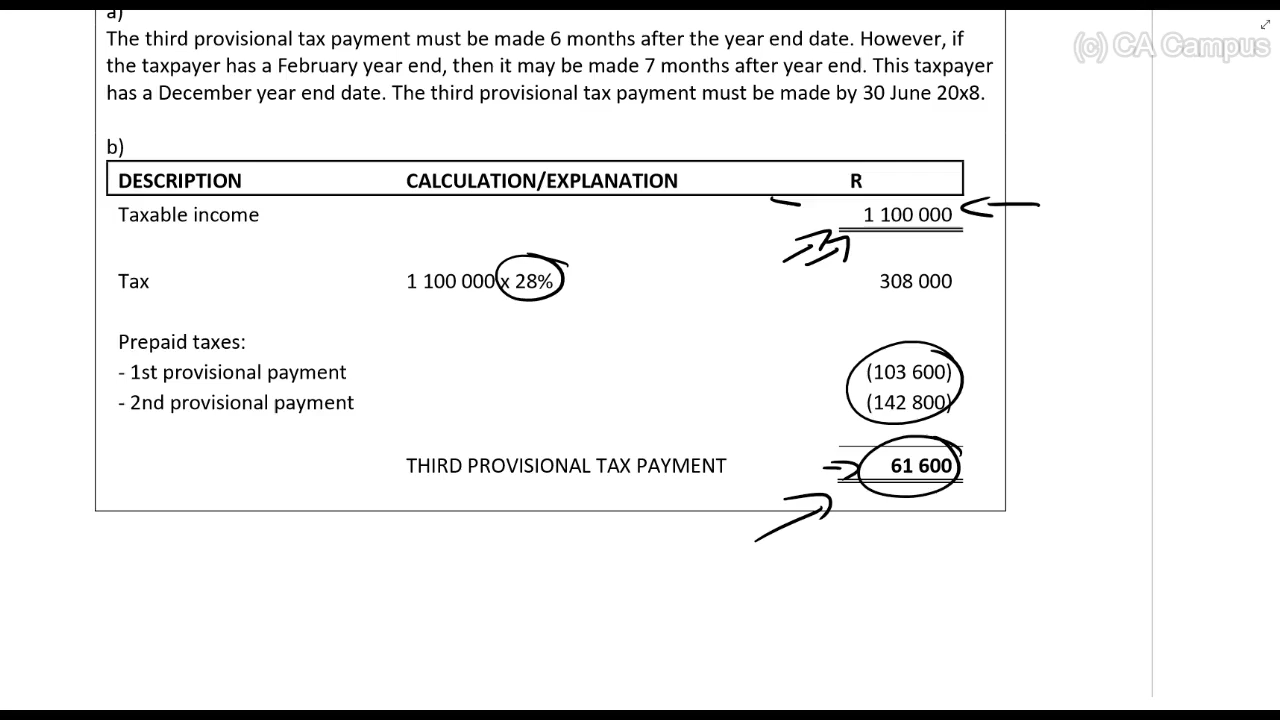 a)
(c) CA Campus
The third provisional tax payment must be made 6 months after the year end date. However, if
the taxpayer has a February year end, then it may be made 7 months after year end. This taxpayer
has a December year end date. The third provisional tax payment must be made by 30 June 20x8.
b)
DESCRIPTION CALCULATION/EXPLANATION R
Taxable income 1 100 000
Tax 1 100 000 x 28% 308 000
Prepaid taxes:
- 1st provisional payment (103 600)
- 2nd provisional payment (142 800)
THIRD PROVISIONAL TAX PAYMENT 61 600